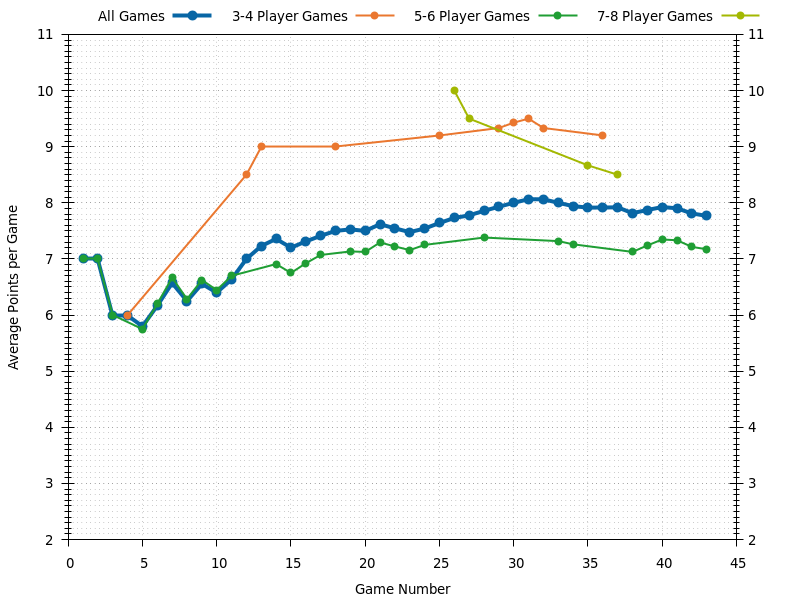 All Games 3-4 Player Games 5-6 Player Games 7-8 Player Games
11 11
10 10
9 9
8 8
7 7
6 6
5 5
4 4
3 3
2 2
0 5 10 15 20 25 30 35 40 45
Average Points per Game
Game Number